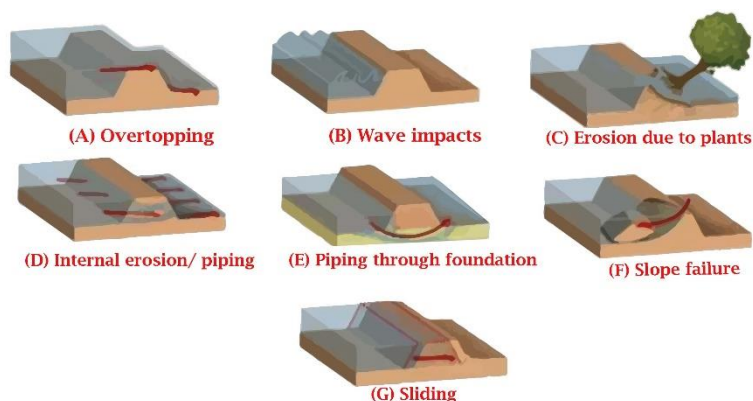 (A) Overtopping
(B) Wave impacts
(C) Erosion due to plants
(D) Internal erosion/ piping
(E) Piping through foundation
(F) Slope failure
(G) Sliding